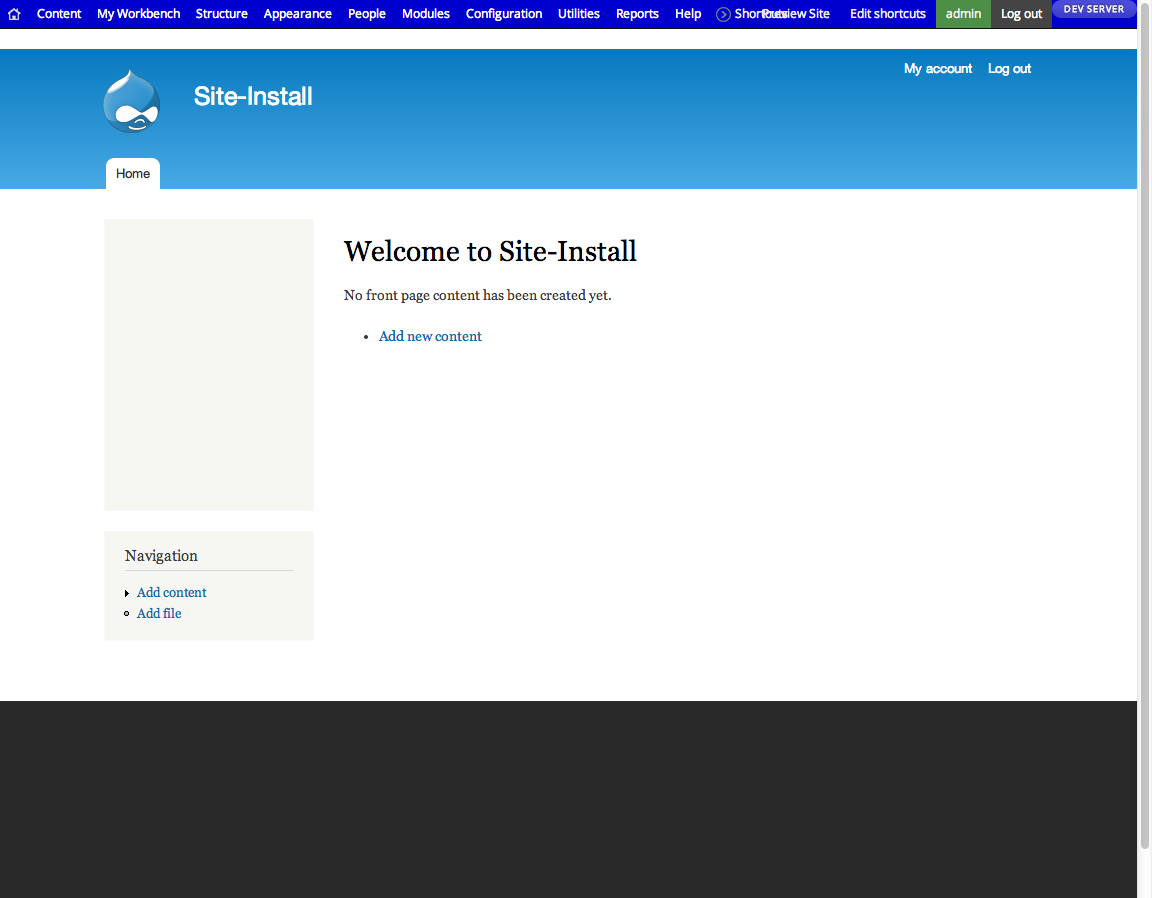 Content My Workbench Structure Appearance People Modules Configuration Utilities Reports Help Shortcuts Preview Site Edit shortcuts admin Log out DEV SERVER
My account Log out
Site-Install
Home
Welcome to Site-Install
No front page content has been created yet.
Add new content
Navigation
Add content
Add file